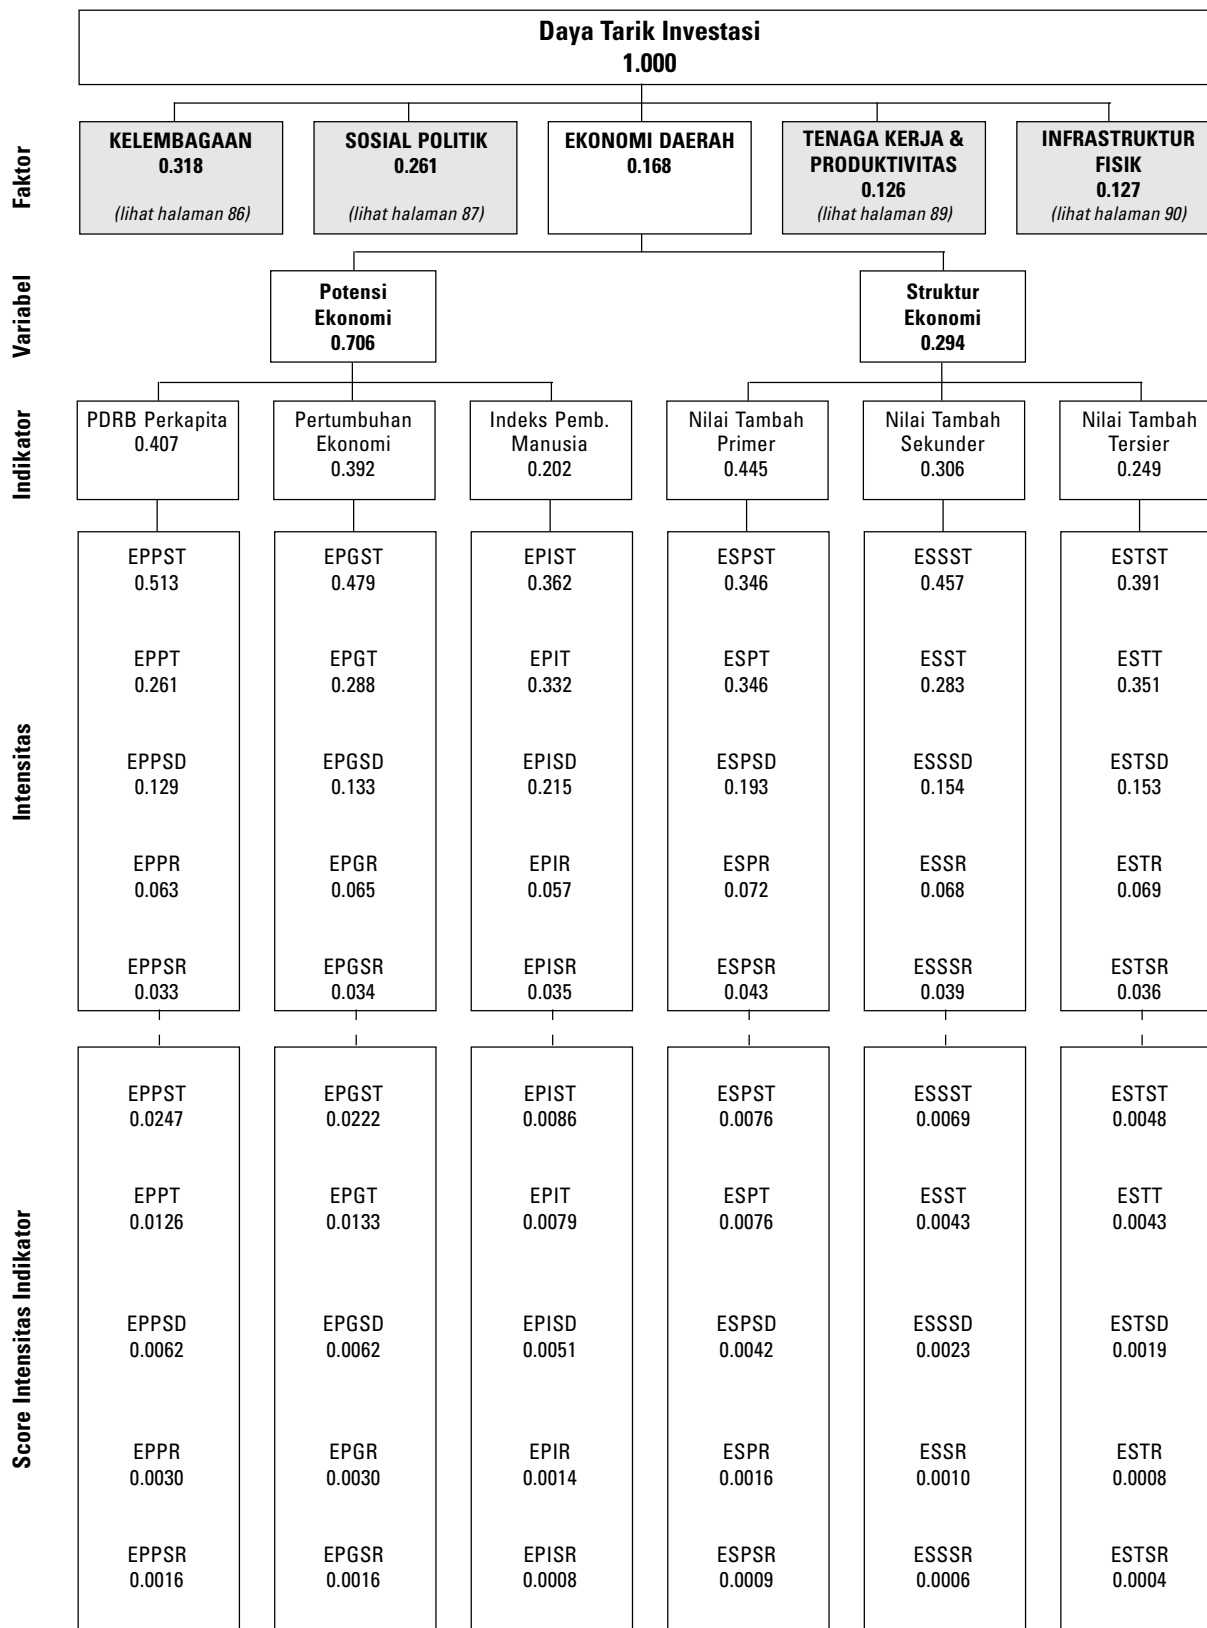 Daya Tarik Investasi
1.000
Faktor
KELEMBAGAAN
0.318
(lihat halaman 86)
SOSIAL POLITIK
0.261
(lihat halaman 87)
EKONOMI DAERAH
0.168
TENAGA KERJA &
PRODUKTIVITAS
0.126
(lihat halaman 89)
INFRASTRUKTUR
FISIK
0.127
(lihat halaman 90)
Variabel
Potensi
Ekonomi
0.706
Struktur
Ekonomi
0.294
Indikator
PDRB Perkapita
0.407
Pertumbuhan
Ekonomi
0.392
Indeks Pemb.
Manusia
0.202
Nilai Tambah
Primer
0.445
Nilai Tambah
Sekunder
0.306
Nilai Tambah
Tersier
0.249
Intensitas
EPPST
0.513
EPPT
0.261
EPPSD
0.129
EPPR
0.063
EPPSR
0.033
EPGST
0.479
EPGT
0.288
EPGSD
0.133
EPGR
0.065
EPGSR
0.034
EPIST
0.362
EPIT
0.332
EPISD
0.215
EPIR
0.057
EPISR
0.035
ESPST
0.346
ESPT
0.346
ESPSD
0.193
ESPR
0.072
ESPSR
0.043
ESSST
0.457
ESST
0.283
ESSSD
0.154
ESSR
0.068
ESSSR
0.039
ESTST
0.391
ESTT
0.351
ESTSD
0.153
ESTR
0.069
ESTSR
0.036
Score Intensitas Indikator
EPPST
0.0247
EPPT
0.0126
EPPSD
0.0062
EPPR
0.0030
EPPSR
0.0016
EPGST
0.0222
EPGT
0.0133
EPGSD
0.0062
EPGR
0.0030
EPGSR
0.0016
EPIST
0.0086
EPIT
0.0079
EPISD
0.0051
EPIR
0.0014
EPISR
0.0008
ESPST
0.0076
ESPT
0.0076
ESPSD
0.0042
ESPR
0.0016
ESPSR
0.0009
ESSST
0.0069
ESST
0.0043
ESSSD
0.0023
ESSR
0.0010
ESSSR
0.0006
ESTST
0.0048
ESTT
0.0043
ESTSD
0.0019
ESTR
0.0008
ESTSR
0.0004